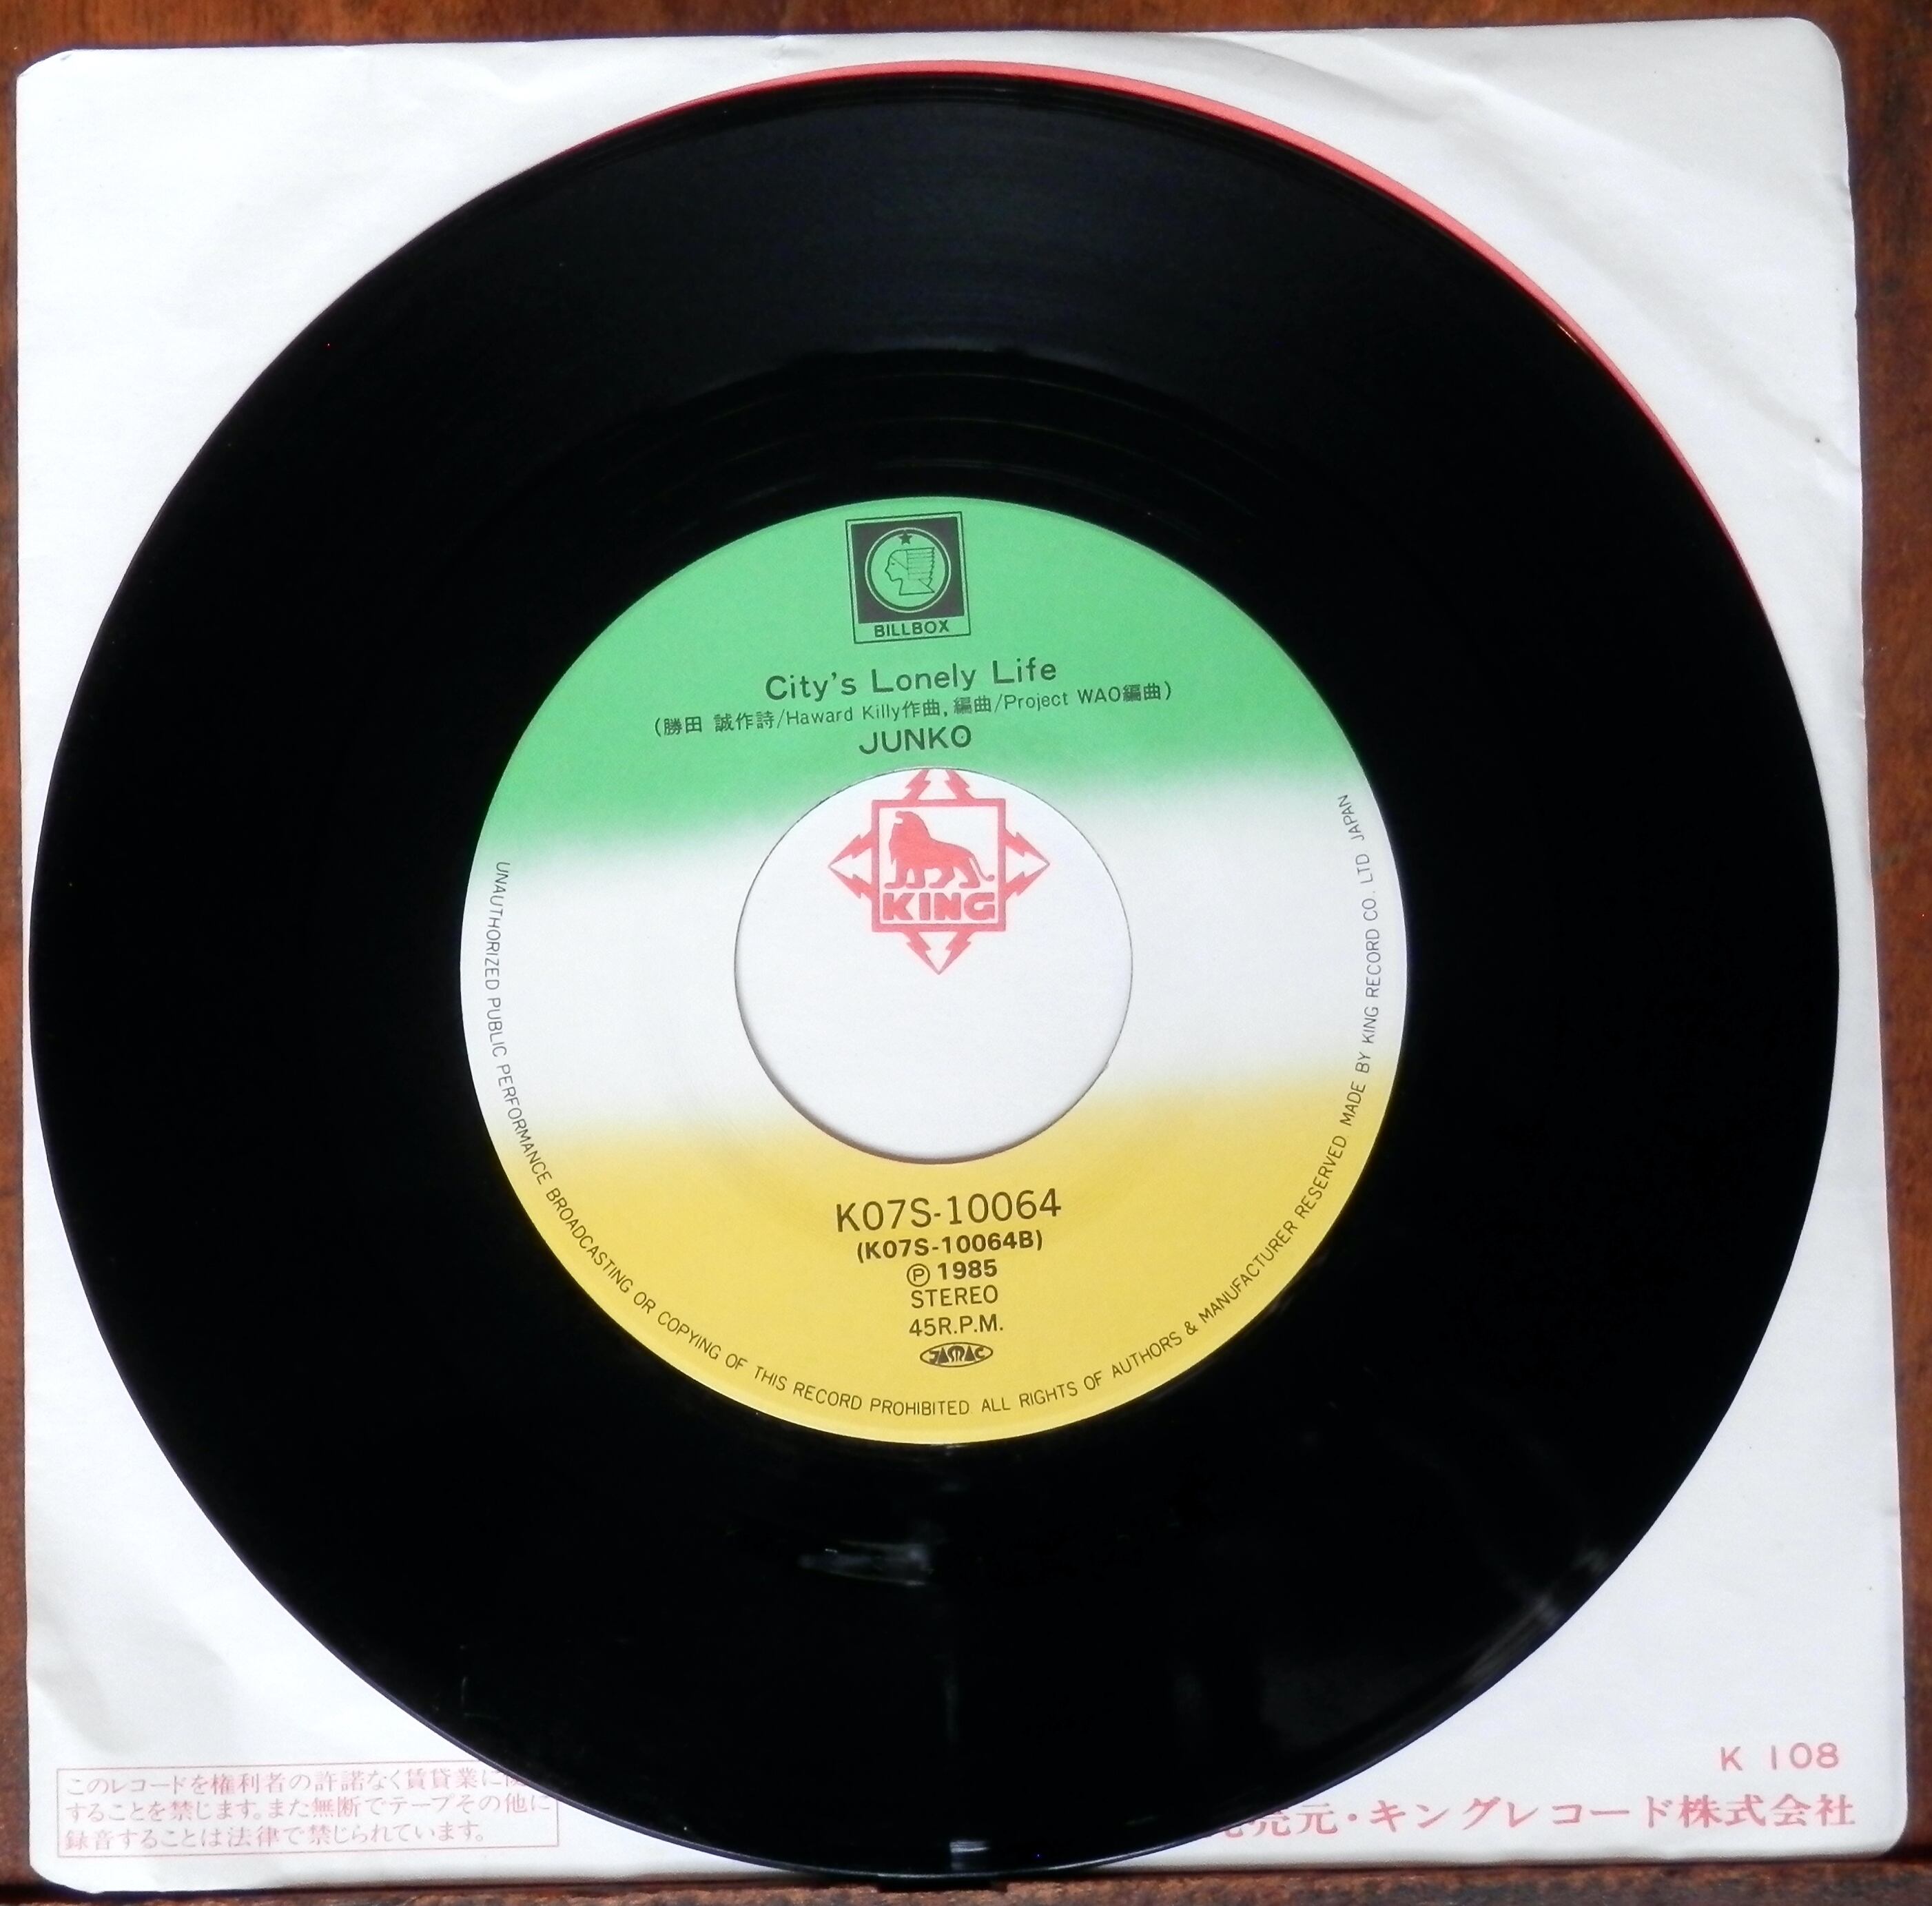 BILLBOX
City's Lonely Life
(勝田 誠作詩/Haward Killy作曲,編曲/Project WAO編曲)
JUNKO
KING
K07S-10064
(K07S-10064B)
Ⓟ 1985
STEREO
45R.P.M.
JASRAC
UNAUTHORIZED PUBLIC PERFORMANCE BROADCASTING OR COPYING OF THIS RECORD PROHIBITED. ALL RIGHTS OF AUTHORS & MANUFACTURER RESERVED MADE BY KING RECORD CO., LTD JAPAN
このレコードを権利者の許諾なく賃貸業に
することを禁じます。また無断でテープその他に
録音することは法律で禁じられています。
K 108
売元・キングレコード株式会社